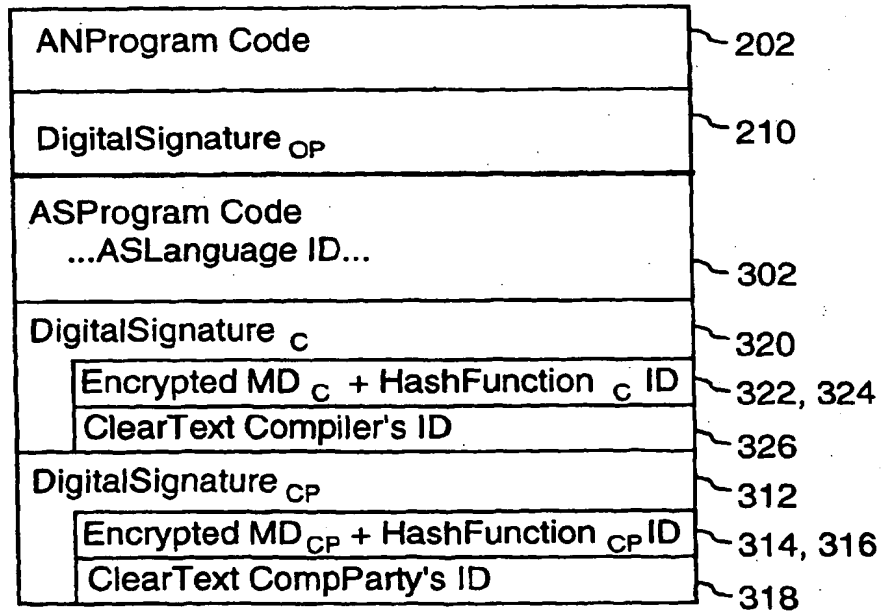 ANProgram Code 202
DigitalSignature OP 210
ASProgram Code
...ASLanguage ID... 302
DigitalSignature C 320
Encrypted MD C + HashFunction C ID 322, 324
ClearText Compiler's ID 326
DigitalSignature CP 312
Encrypted MD CP + HashFunction CP ID 314, 316
ClearText CompParty's ID 318